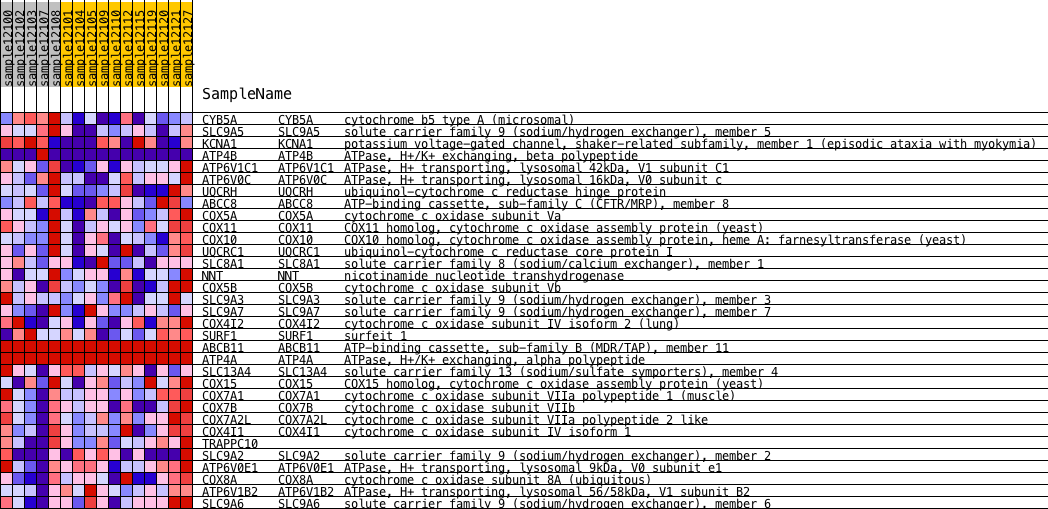 sample12100
sample12102
sample12103
sample12107
sample12108
sample12101
sample12104
sample12105
sample12109
sample12110
sample12112
sample12115
sample12119
sample12120
sample12121
sample12127
SampleName
CYB5A CYB5A cytochrome b5 type A (microsomal)
SLC9A5 SLC9A5 solute carrier family 9 (sodium/hydrogen exchanger), member 5
KCNA1 KCNA1 potassium voltage-gated channel, shaker-related subfamily, member 1 (episodic ataxia with myokymia)
ATP4B ATP4B ATPase, H+/K+ exchanging, beta polypeptide
ATP6V1C1 ATP6V1C1 ATPase, H+ transporting, lysosomal 42kDa, V1 subunit C1
ATP6V0C ATP6V0C ATPase, H+ transporting, lysosomal 16kDa, V0 subunit c
UQCRH UQCRH ubiquinol-cytochrome c reductase hinge protein
ABCC8 ABCC8 ATP-binding cassette, sub-family C (CFTR/MRP), member 8
COX5A COX5A cytochrome c oxidase subunit Va
COX11 COX11 COX11 homolog, cytochrome c oxidase assembly protein (yeast)
COX10 COX10 COX10 homolog, cytochrome c oxidase assembly protein, heme A: farnesyltransferase (yeast)
UQCRC1 UQCRC1 ubiquinol-cytochrome c reductase core protein I
SLC8A1 SLC8A1 solute carrier family 8 (sodium/calcium exchanger), member 1
NNT NNT nicotinamide nucleotide transhydrogenase
COX5B COX5B cytochrome c oxidase subunit Vb
SLC9A3 SLC9A3 solute carrier family 9 (sodium/hydrogen exchanger), member 3
SLC9A7 SLC9A7 solute carrier family 9 (sodium/hydrogen exchanger), member 7
COX4I2 COX4I2 cytochrome c oxidase subunit IV isoform 2 (lung)
SURF1 SURF1 surfeit 1
ABCB11 ABCB11 ATP-binding cassette, sub-family B (MDR/TAP), member 11
ATP4A ATP4A ATPase, H+/K+ exchanging, alpha polypeptide
SLC13A4 SLC13A4 solute carrier family 13 (sodium/sulfate symporters), member 4
COX15 COX15 COX15 homolog, cytochrome c oxidase assembly protein (yeast)
COX7A1 COX7A1 cytochrome c oxidase subunit VIIa polypeptide 1 (muscle)
COX7B COX7B cytochrome c oxidase subunit VIIb
COX7A2L COX7A2L cytochrome c oxidase subunit VIIa polypeptide 2 like
COX4I1 COX4I1 cytochrome c oxidase subunit IV isoform 1
TRAPPC10
SLC9A2 SLC9A2 solute carrier family 9 (sodium/hydrogen exchanger), member 2
ATP6V0E1 ATP6V0E1 ATPase, H+ transporting, lysosomal 9kDa, V0 subunit e1
COX8A COX8A cytochrome c oxidase subunit 8A (ubiquitous)
ATP6V1B2 ATP6V1B2 ATPase, H+ transporting, lysosomal 56/58kDa, V1 subunit B2
SLC9A6 SLC9A6 solute carrier family 9 (sodium/hydrogen exchanger), member 6